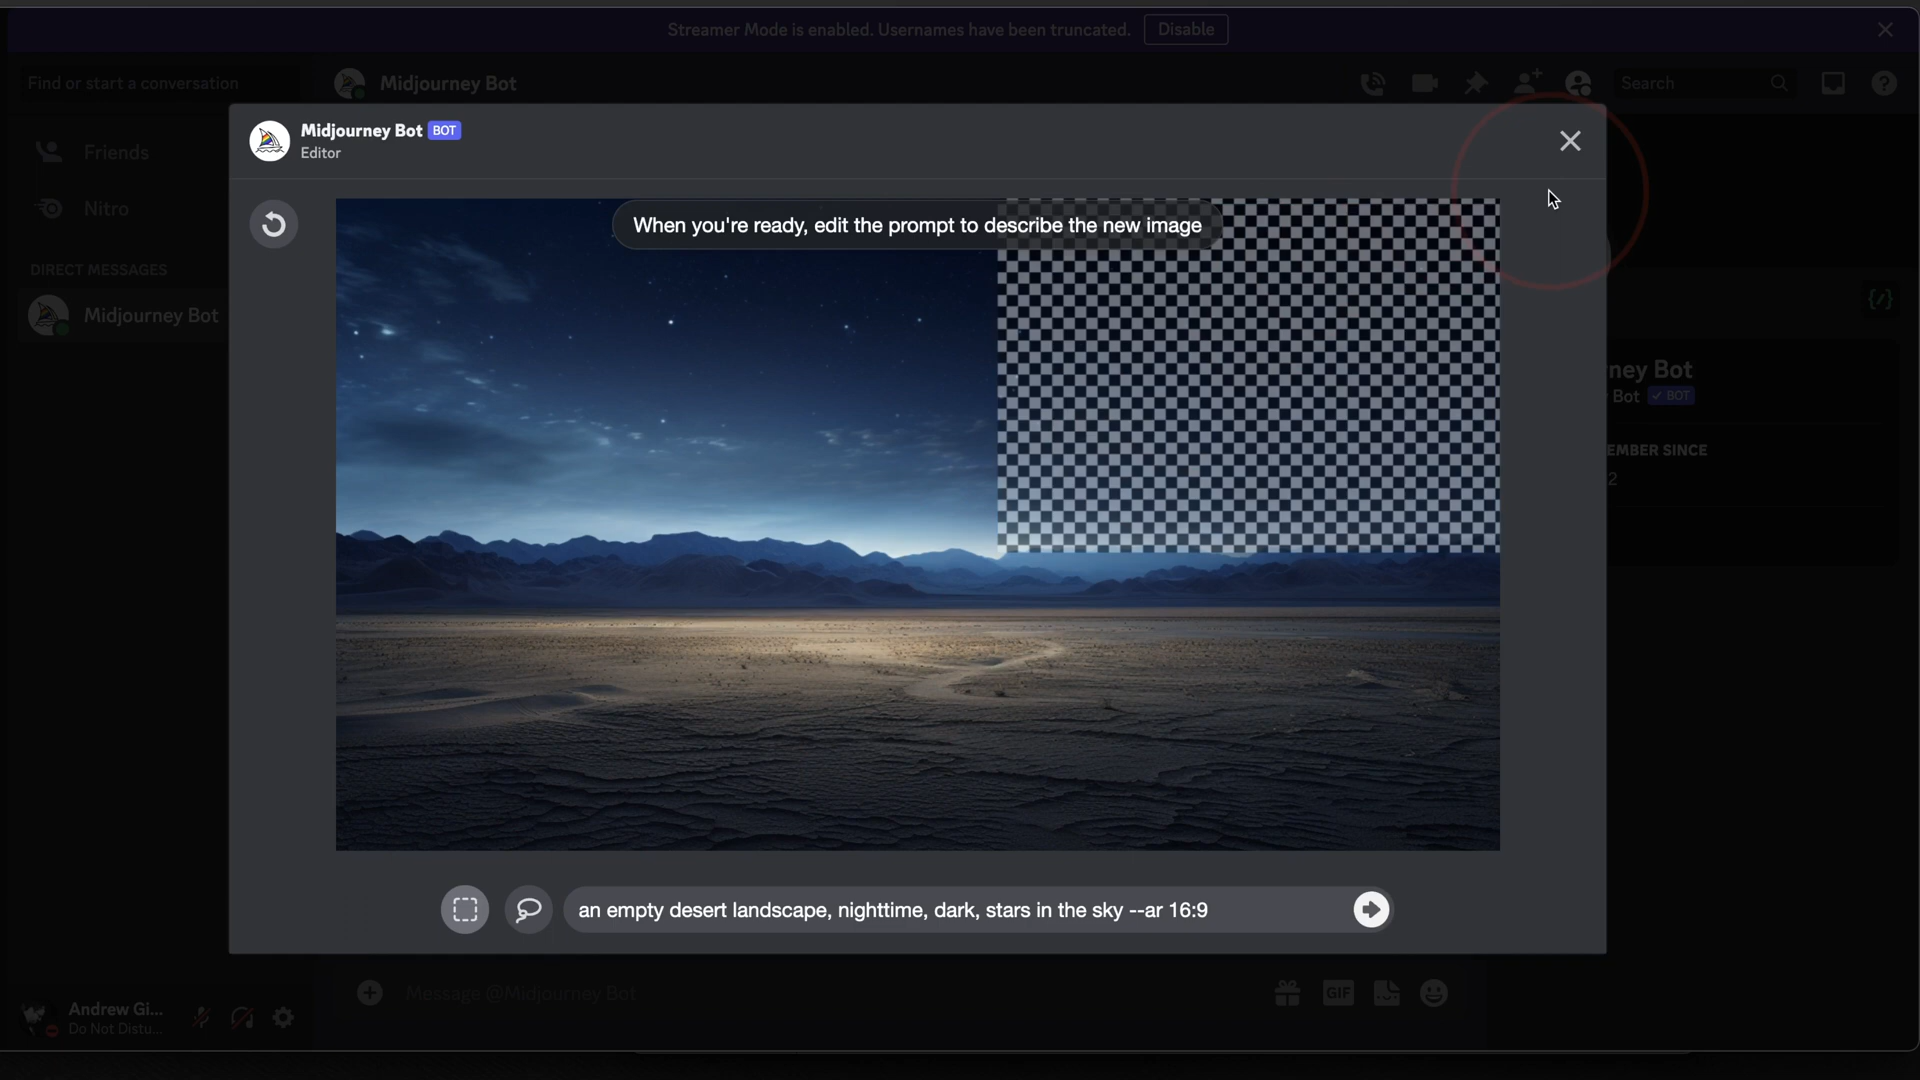 Streamer Mode is enabled. Usernames have been truncated.
Disable
Find or start a conversation
Midjourney Bot
Search
Midjourney Bot BOT
Editor
Friends
Nitro
When you're ready, edit the prompt to describe the new image
DIRECT MESSAGES
Midjourney Bot
rney Bot
Bot BOT
EMBER SINCE
2
an empty desert landscape, nighttime, dark, stars in the sky --ar 16:9
Message @Midjourney Bot
GIF
Andrew Gi...
Do Not Distu...